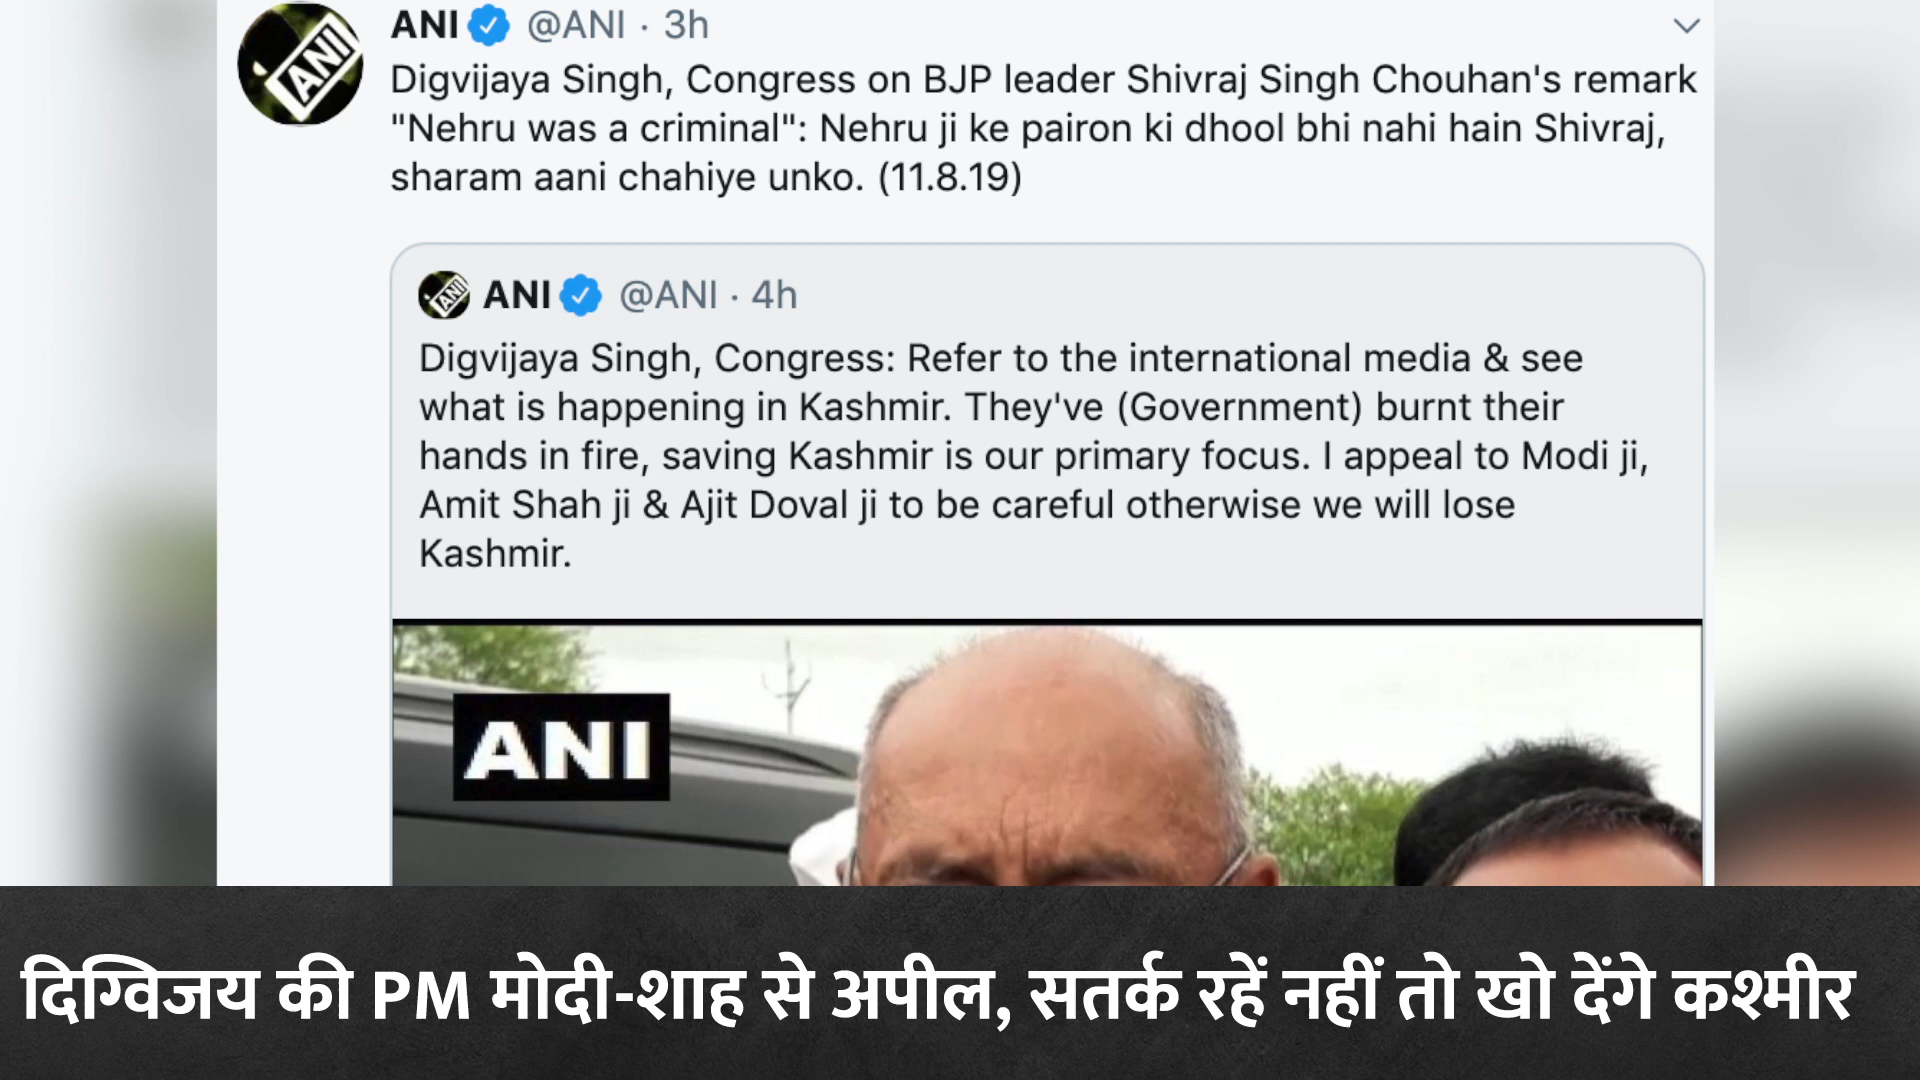 ANI @ANI · 3h
Digvijaya Singh, Congress on BJP leader Shivraj Singh Chouhan's remark
"Nehru was a criminal": Nehru ji ke pairon ki dhool bhi nahi hain Shivraj,
sharam aani chahiye unko. (11.8.19)
ANI
ANI @ANI · 4h
ANI
Digvijaya Singh, Congress: Refer to the international media & see
what is happening in Kashmir. They've (Government) burnt their
hands in fire, saving Kashmir is our primary focus. I appeal to Modi ji,
Amit Shah ji & Ajit Doval ji to be careful otherwise we will lose
Kashmir.
ANI
दिग्विजय की PM मोदी-शाह से अपील, सतर्क रहें नहीं तो खो देंगे कश्मीर